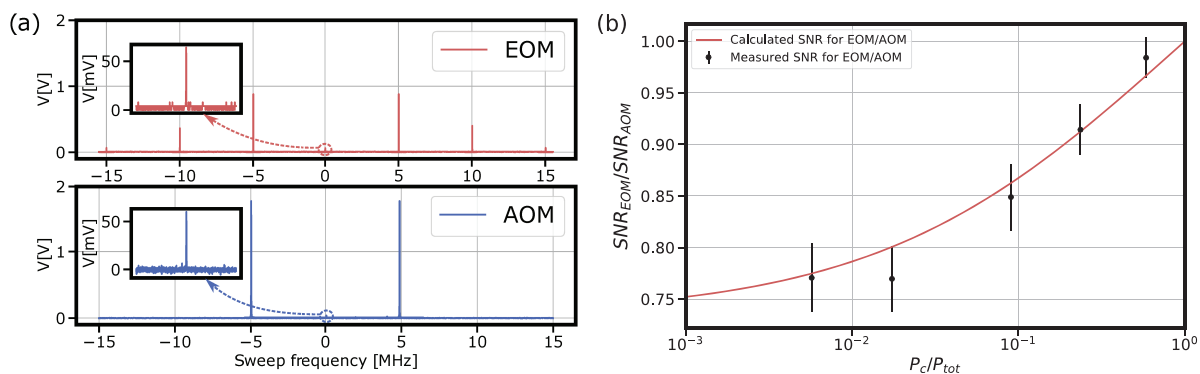 (a)
2
1
0
V[V]
V[mV]
50
0
EOM
−15 −10 −5 0 5 10 15
2
1
0
V[V]
V[mV]
50
0
AOM
−15 −10 −5 0 5 10 15
Sweep frequency [MHz]
(b)
Calculated SNR for EOM/AOM
Measured SNR for EOM/AOM
1.00
0.95
0.90
0.85
0.80
0.75
SNR_EOM/SNR_AOM
10⁻³ 10⁻² 10⁻¹ 10⁰
P_c/P_tot